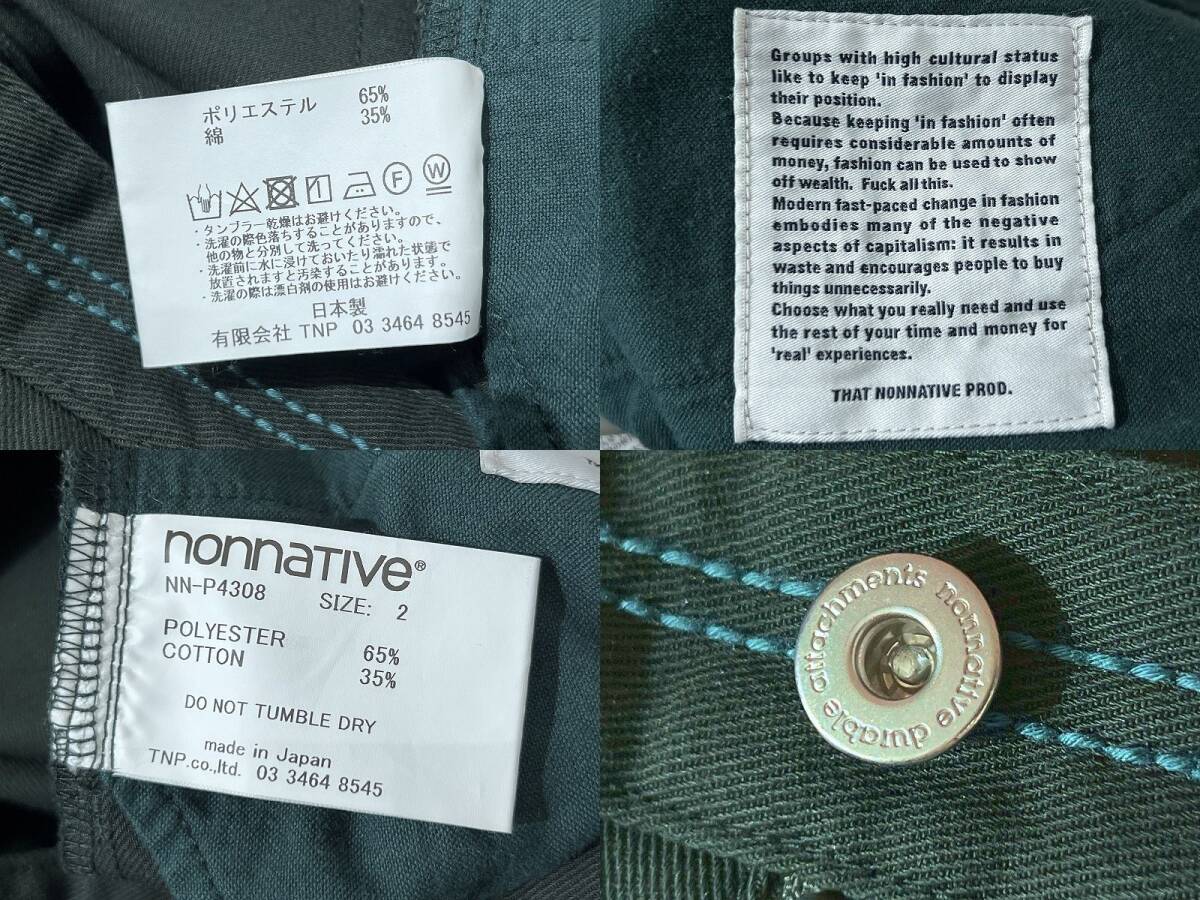 ポリエステル 65%
綿 35%
1 F W
・タンブラー乾燥はお避けください。
・洗濯の際色落ちすることがありますので、
他の物と分別して洗ってください。
・洗濯前に水に浸けておいたり濡れた状態で
放置されますと汚染することがあります。
・洗濯の際は漂白剤の使用はお避けください。
日本製
有限会社 TNP 03 3464 8545
Groups with high cultural status
like to keep 'in fashion' to display
their position.
Because keeping 'in fashion' often
requires considerable amounts of
money, fashion can be used to show
off wealth. Fuck all this.
Modern fast-paced change in fashion
embodies many of the negative
aspects of capitalism: it results in
waste and encourages people to buy
things unnecessarily.
Choose what you really need and use
the rest of your time and money for
'real' experiences.
THAT NONNATIVE PROD.
nonnaTIVe®
NN-P4308 SIZE: 2
POLYESTER 65%
COTTON 35%
DO NOT TUMBLE DRY
made in Japan
TNP.co.,ltd. 03 3464 8545
nonnative durable attachments